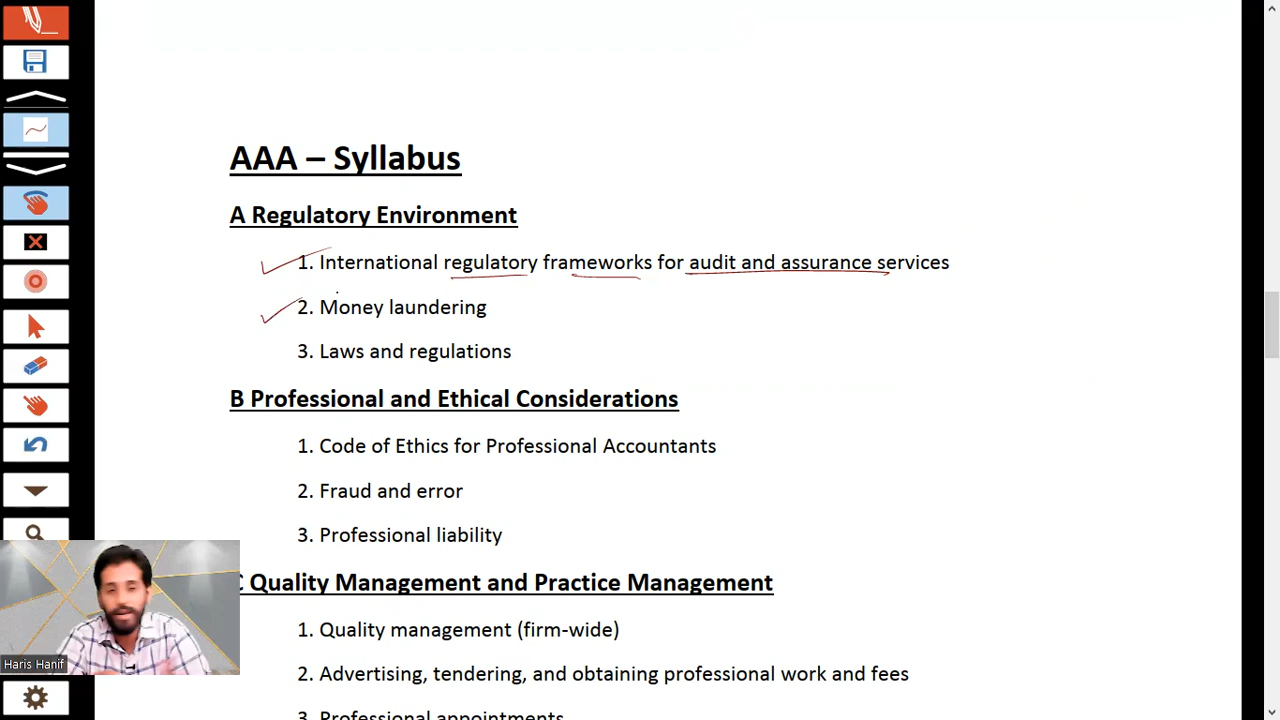 AAA – Syllabus
A Regulatory Environment
1. International regulatory frameworks for audit and assurance services
2. Money laundering
3. Laws and regulations
B Professional and Ethical Considerations
1. Code of Ethics for Professional Accountants
2. Fraud and error
3. Professional liability
C Quality Management and Practice Management
1. Quality management (firm-wide)
Haris Hanif
2. Advertising, tendering, and obtaining professional work and fees
3. Professional appointments